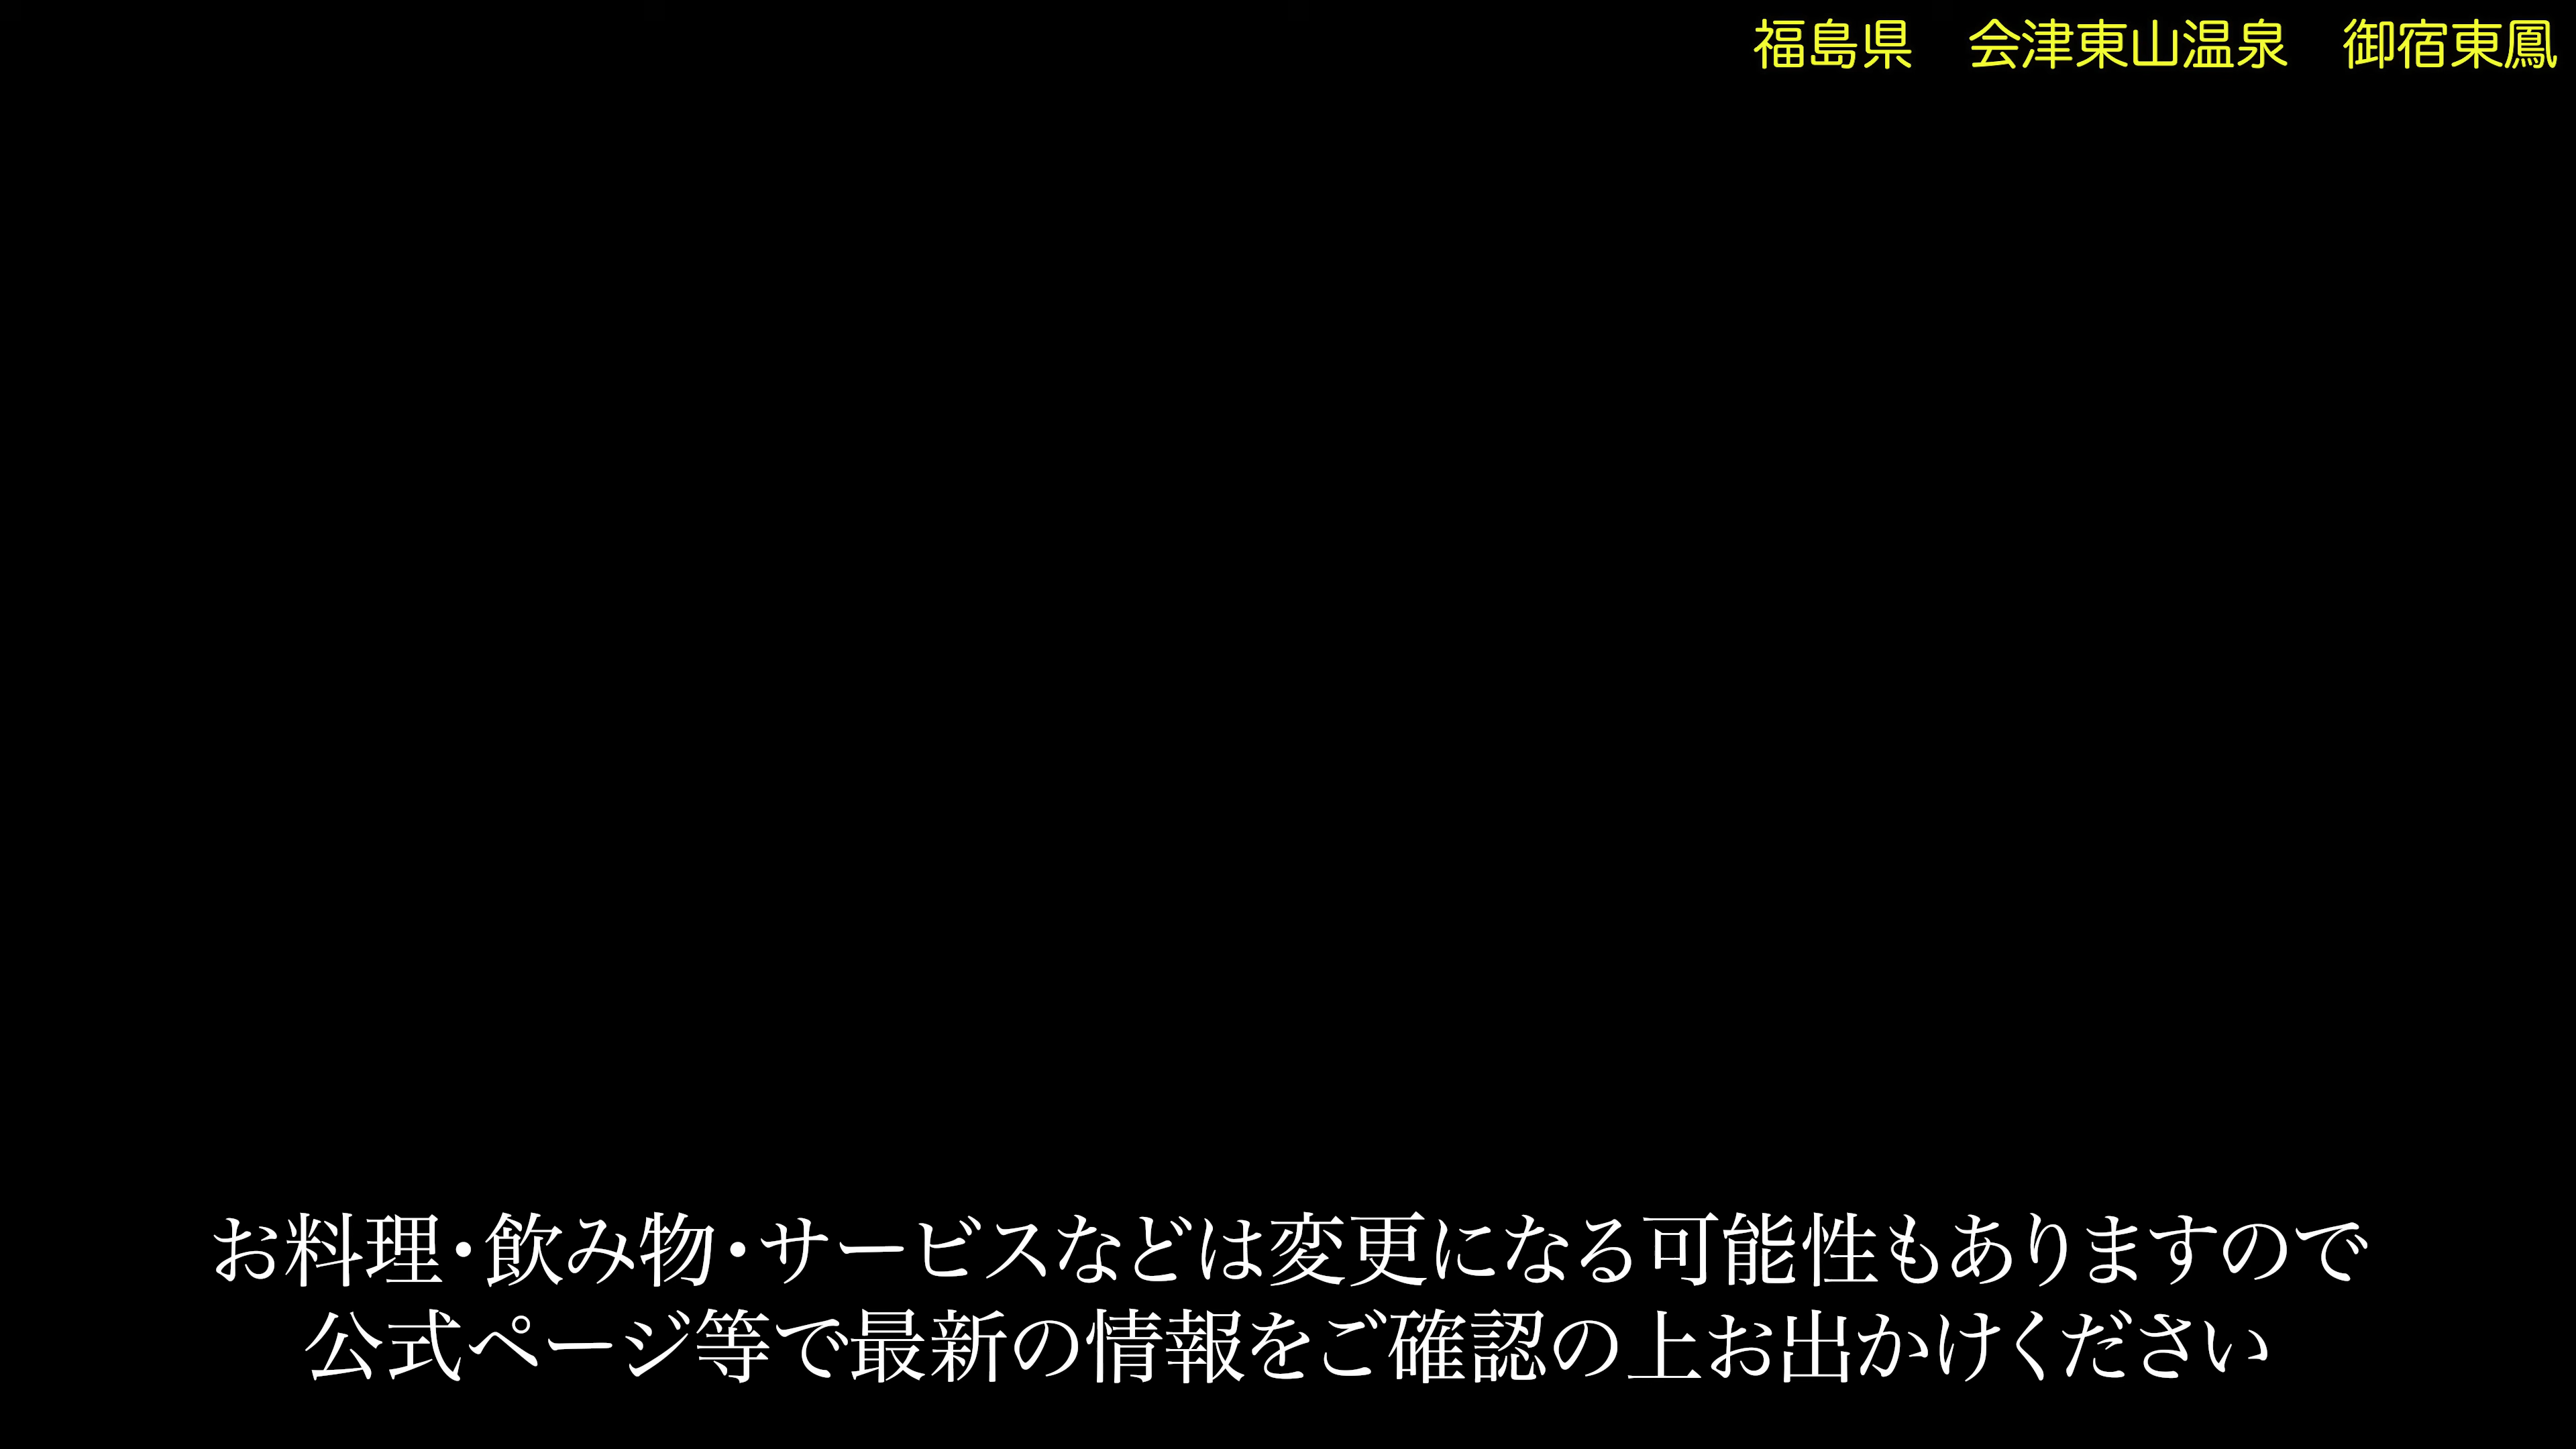 福島県　会津東山温泉　御宿東鳳
お料理・飲み物・サービスなどは変更になる可能性もありますので
公式ページ等で最新の情報をご確認の上お出かけください